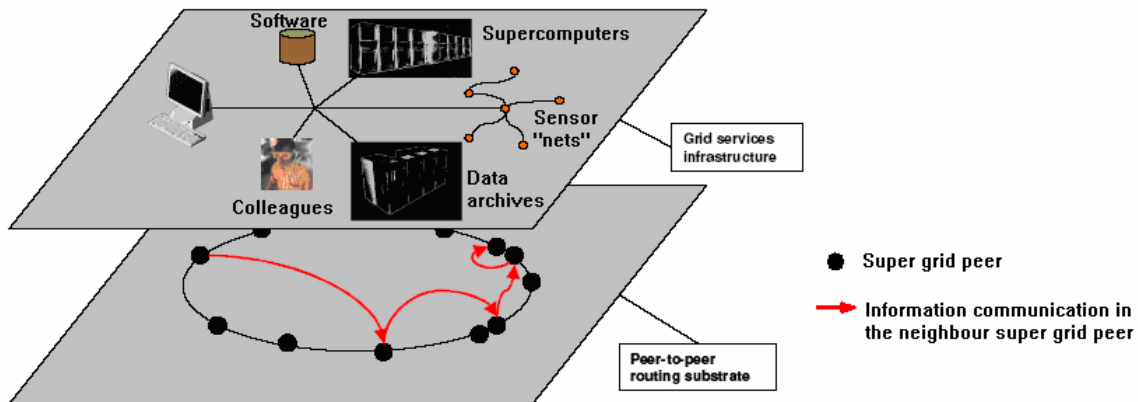 Software
Supercomputers
Sensor
"nets"
Grid services
infrastructure
Data
archives
Colleagues
Super grid peer
Information communication in
the neighbour super grid peer
Peer-to-peer
routing substrate